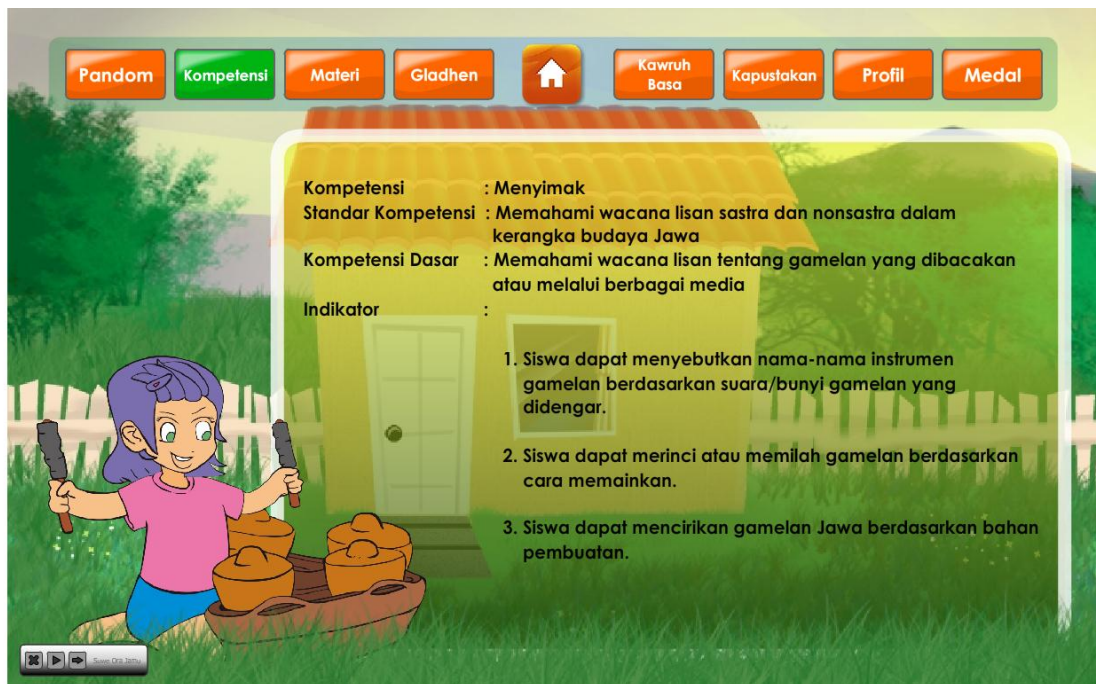 Pandom
Kompetensi
Materi
Gladhen
Kawruh
Basa
Kapustakan
Profil
Medal
Kompetensi : Menyimak
Standar Kompetensi : Memahami wacana lisan sastra dan nonsastra dalam
kerangka budaya Jawa
Kompetensi Dasar : Memahami wacana lisan tentang gamelan yang dibacakan
atau melalui berbagai media
Indikator :
1. Siswa dapat menyebutkan nama-nama instrumen
gamelan berdasarkan suara/bunyi gamelan yang
didengar.
2. Siswa dapat merinci atau memilah gamelan berdasarkan
cara memainkan.
3. Siswa dapat mencirikan gamelan Jawa berdasarkan bahan
pembuatan.
Suwe Ora Jamu